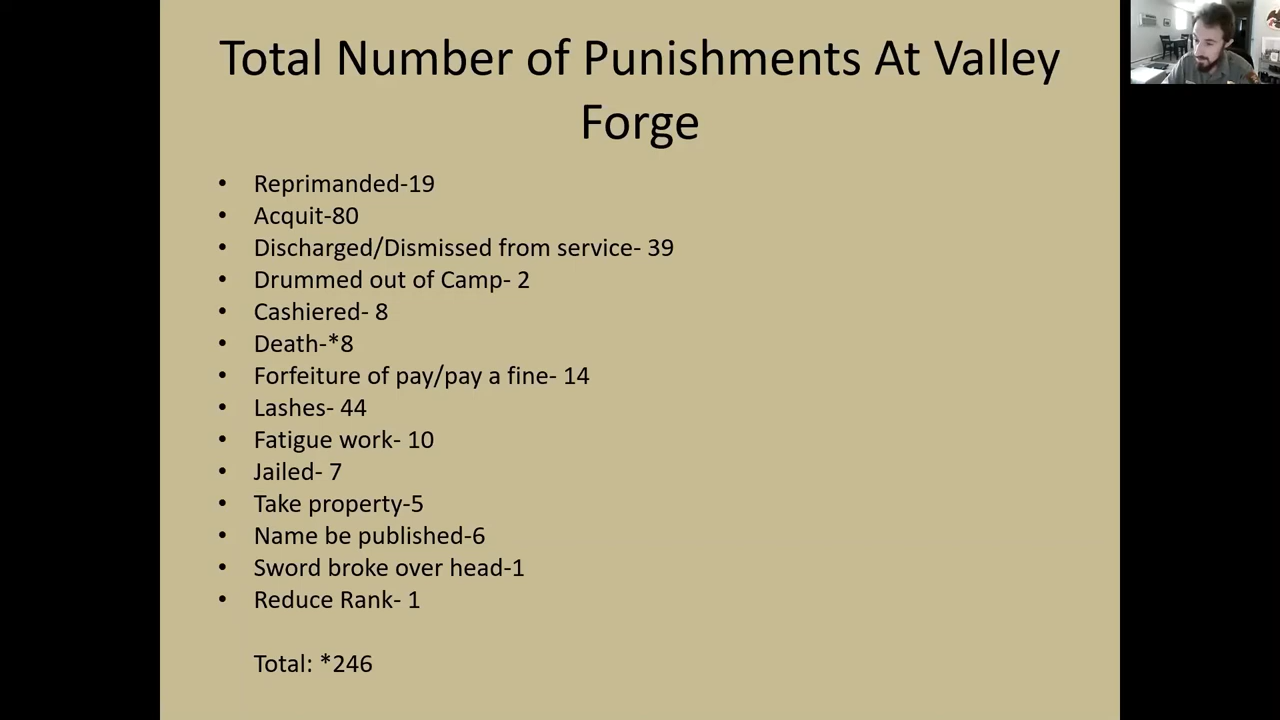 Total Number of Punishments At Valley
Forge
• Reprimanded-19
• Acquit-80
• Discharged/Dismissed from service- 39
• Drummed out of Camp- 2
• Cashiered- 8
• Death-*8
• Forfeiture of pay/pay a fine- 14
• Lashes- 44
• Fatigue work- 10
• Jailed- 7
• Take property-5
• Name be published-6
• Sword broke over head-1
• Reduce Rank- 1
Total: *246